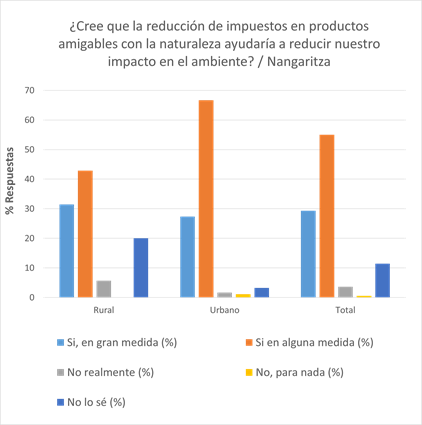 ¿Cree que la reducción de impuestos en productos
amigables con la naturaleza ayudaría a reducir nuestro
impacto en el ambiente? / Nangaritza
% Respuestas
70
60
50
40
30
20
10
0
Rural Urbano Total
Si, en gran medida (%) Si en alguna medida (%)
No realmente (%) No, para nada (%)
No lo sé (%)